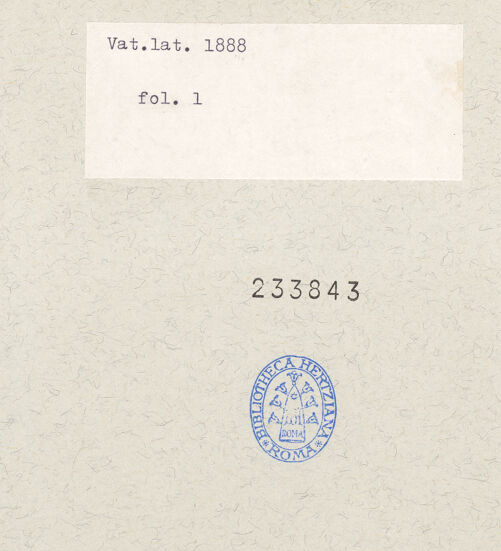 Vat.lat. 1888
fol. 1
233843
BIBLIOTHECA HERTZIANA
ROMA
ROMA